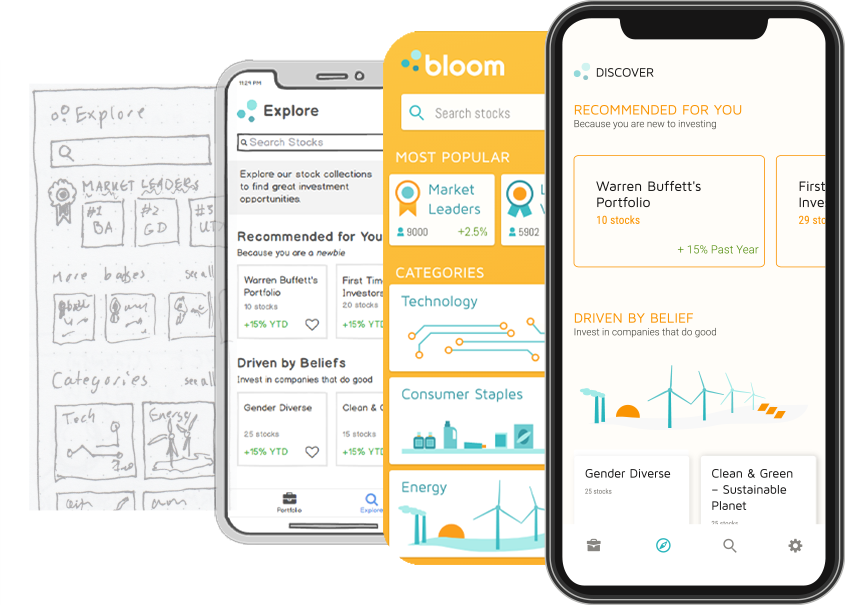 Explore
MARKET LEADERS
#1
BA
#2
GD
#3
UT
More
see all
Categories
see all
Tech
Energy
11:29 PM
Explore
Search Stocks
Explore our stock collections
to find great investment
opportunities.
Recommended for You
Because you are a newbie
Warren Buffett's
Portfolio
10 stocks
+15% YTD
First Tim
Investors
20 stocks
+15% YT
Driven by Beliefs
Invest in companies that do good
Gender Diverse
25 stocks
+15% YTD
Clean & G
15 stocks
+15% YT
Portfolio
Explore
bloom
Search stocks
MOST POPULAR
Market
Leaders
9000
+2.5%
L
V
5902
CATEGORIES
Technology
Consumer Staples
Energy
DISCOVER
RECOMMENDED FOR YOU
Because you are new to investing
Warren Buffett's
Portfolio
10 stocks
+ 15% Past Year
First
Inve
29 sto
DRIVEN BY BELIEF
Invest in companies that do good
Gender Diverse
25 stocks
Clean & Green
– Sustainable
Planet
25 stocks